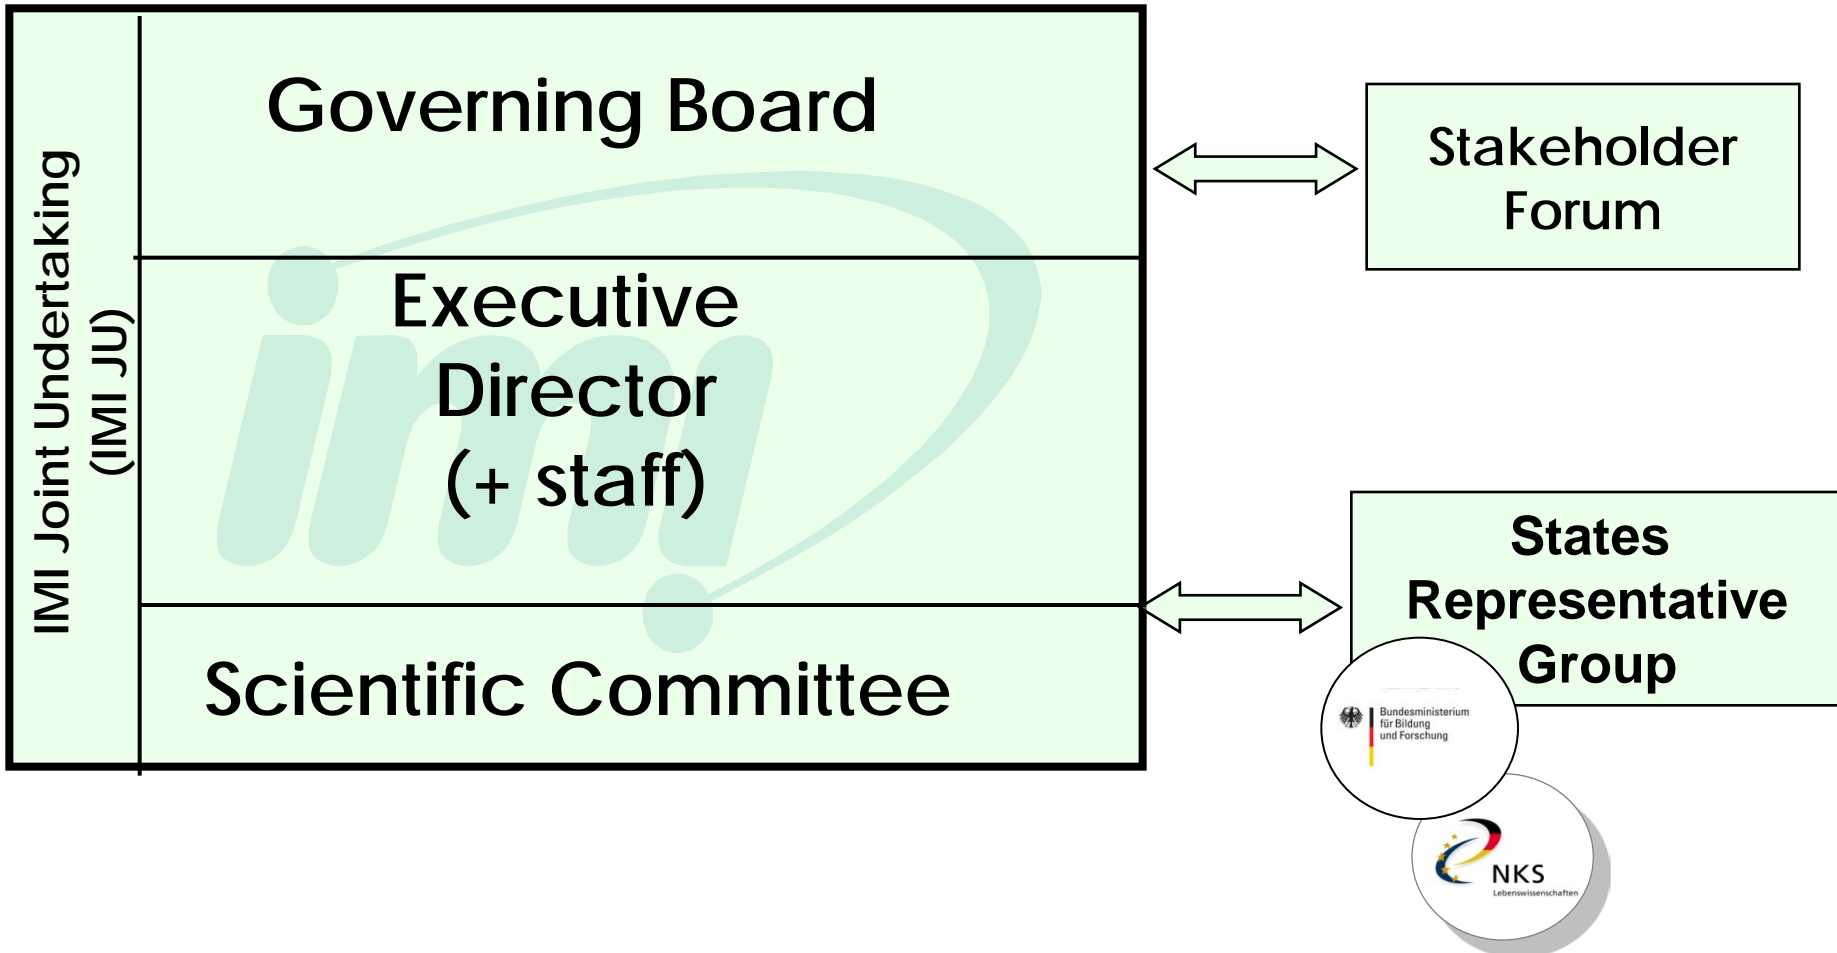 IMI Joint Undertaking
(IMI JU)
Governing Board
imi
Executive
Director
(+ staff)
Scientific Committee
Stakeholder
Forum
States
Representative
Group
Bundesministerium
für Bildung
und Forschung
NKS
Lebenswissenschaften